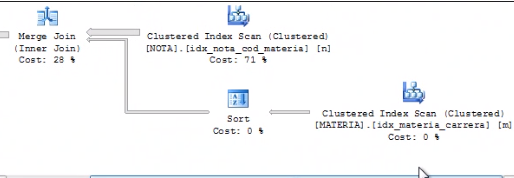 Merge Join
(Inner Join)
Cost: 28 %
Clustered Index Scan (Clustered)
[NOTA].[idx_nota_cod_materia] [n]
Cost: 71 %
Sort
Cost: 0 %
Clustered Index Scan (Clustered)
[MATERIA].[idx_materia_carrera] [m]
Cost: 0 %